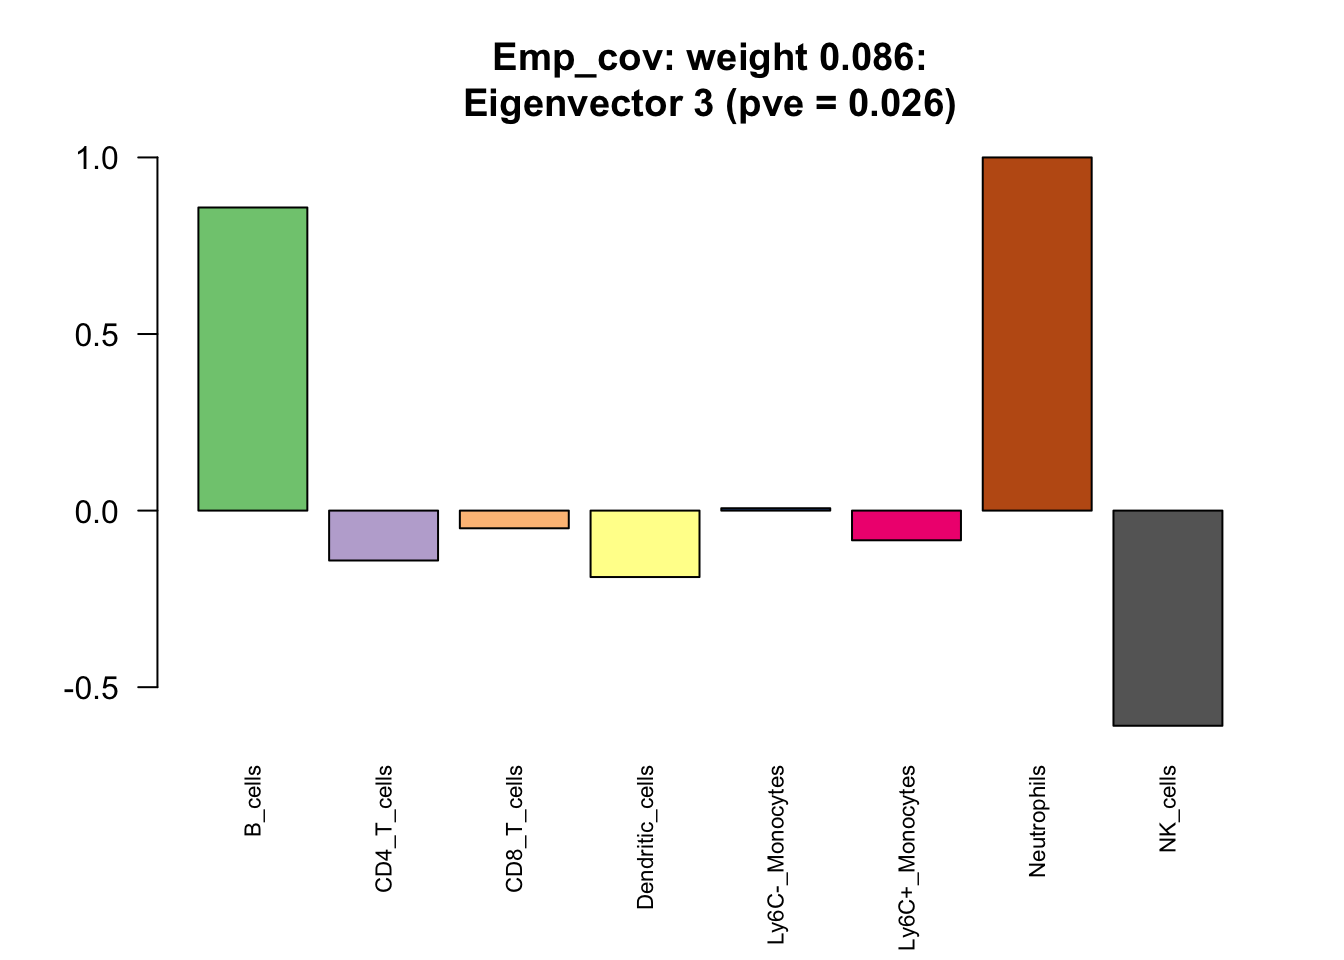 Emp_cov: weight 0.086:
Eigenvector 3 (pve = 0.026)
1.0
0.5
0.0
-0.5
B_cells
CD4_T_cells
CD8_T_cells
Dendritic_cells
Ly6C-_Monocytes
Ly6C+_Monocytes
Neutrophils
NK_cells